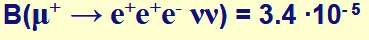 B(μ⁺ → e⁺e⁺e⁻ νν) = 3.4 ·10⁻⁵